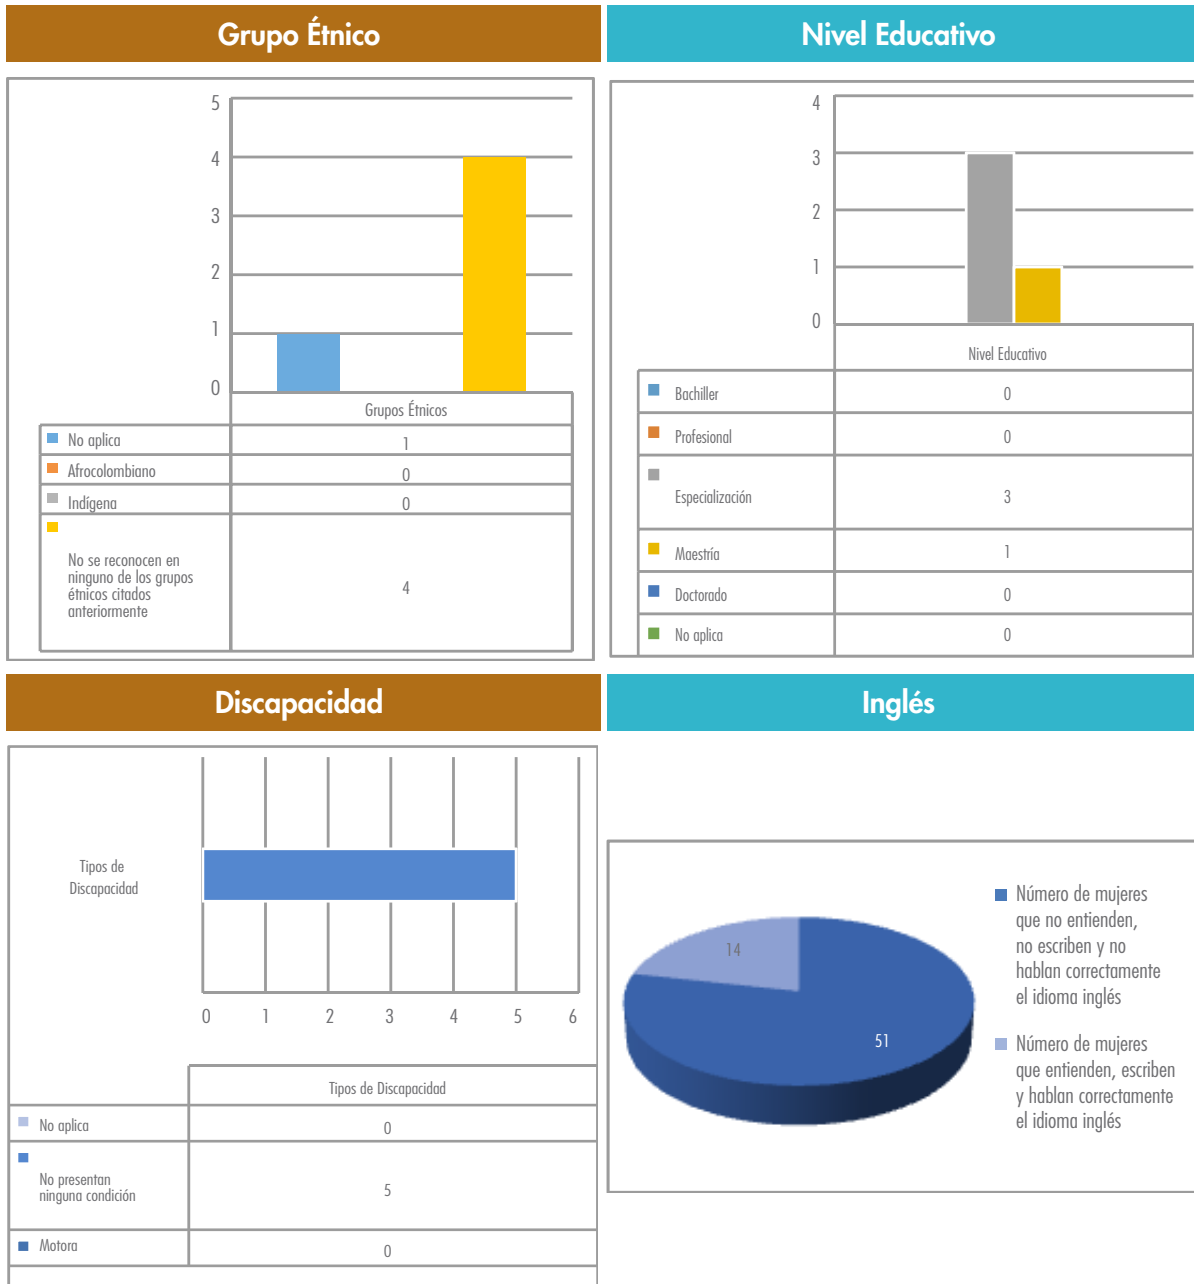 Grupo Étnico
5
4
3
2
1
0
Grupos Étnicos
No aplica 1
Afrocolombiano 0
Indígena 0
No se reconocen en
ninguno de los grupos
étnicos citados
anteriormente
4
Nivel Educativo
4
3
2
1
0
Nivel Educativo
Bachiller 0
Profesional 0
Especialización 3
Maestría 1
Doctorado 0
No aplica 0
Discapacidad
Tipos de
Discapacidad
0 1 2 3 4 5 6
Tipos de Discapacidad
No aplica 0
No presentan
ninguna condición
5
Motora 0
Inglés
14
51
Número de mujeres
que no entienden,
no escriben y no
hablan correctamente
el idioma inglés
Número de mujeres
que entienden, escriben
y hablan correctamente
el idioma inglés